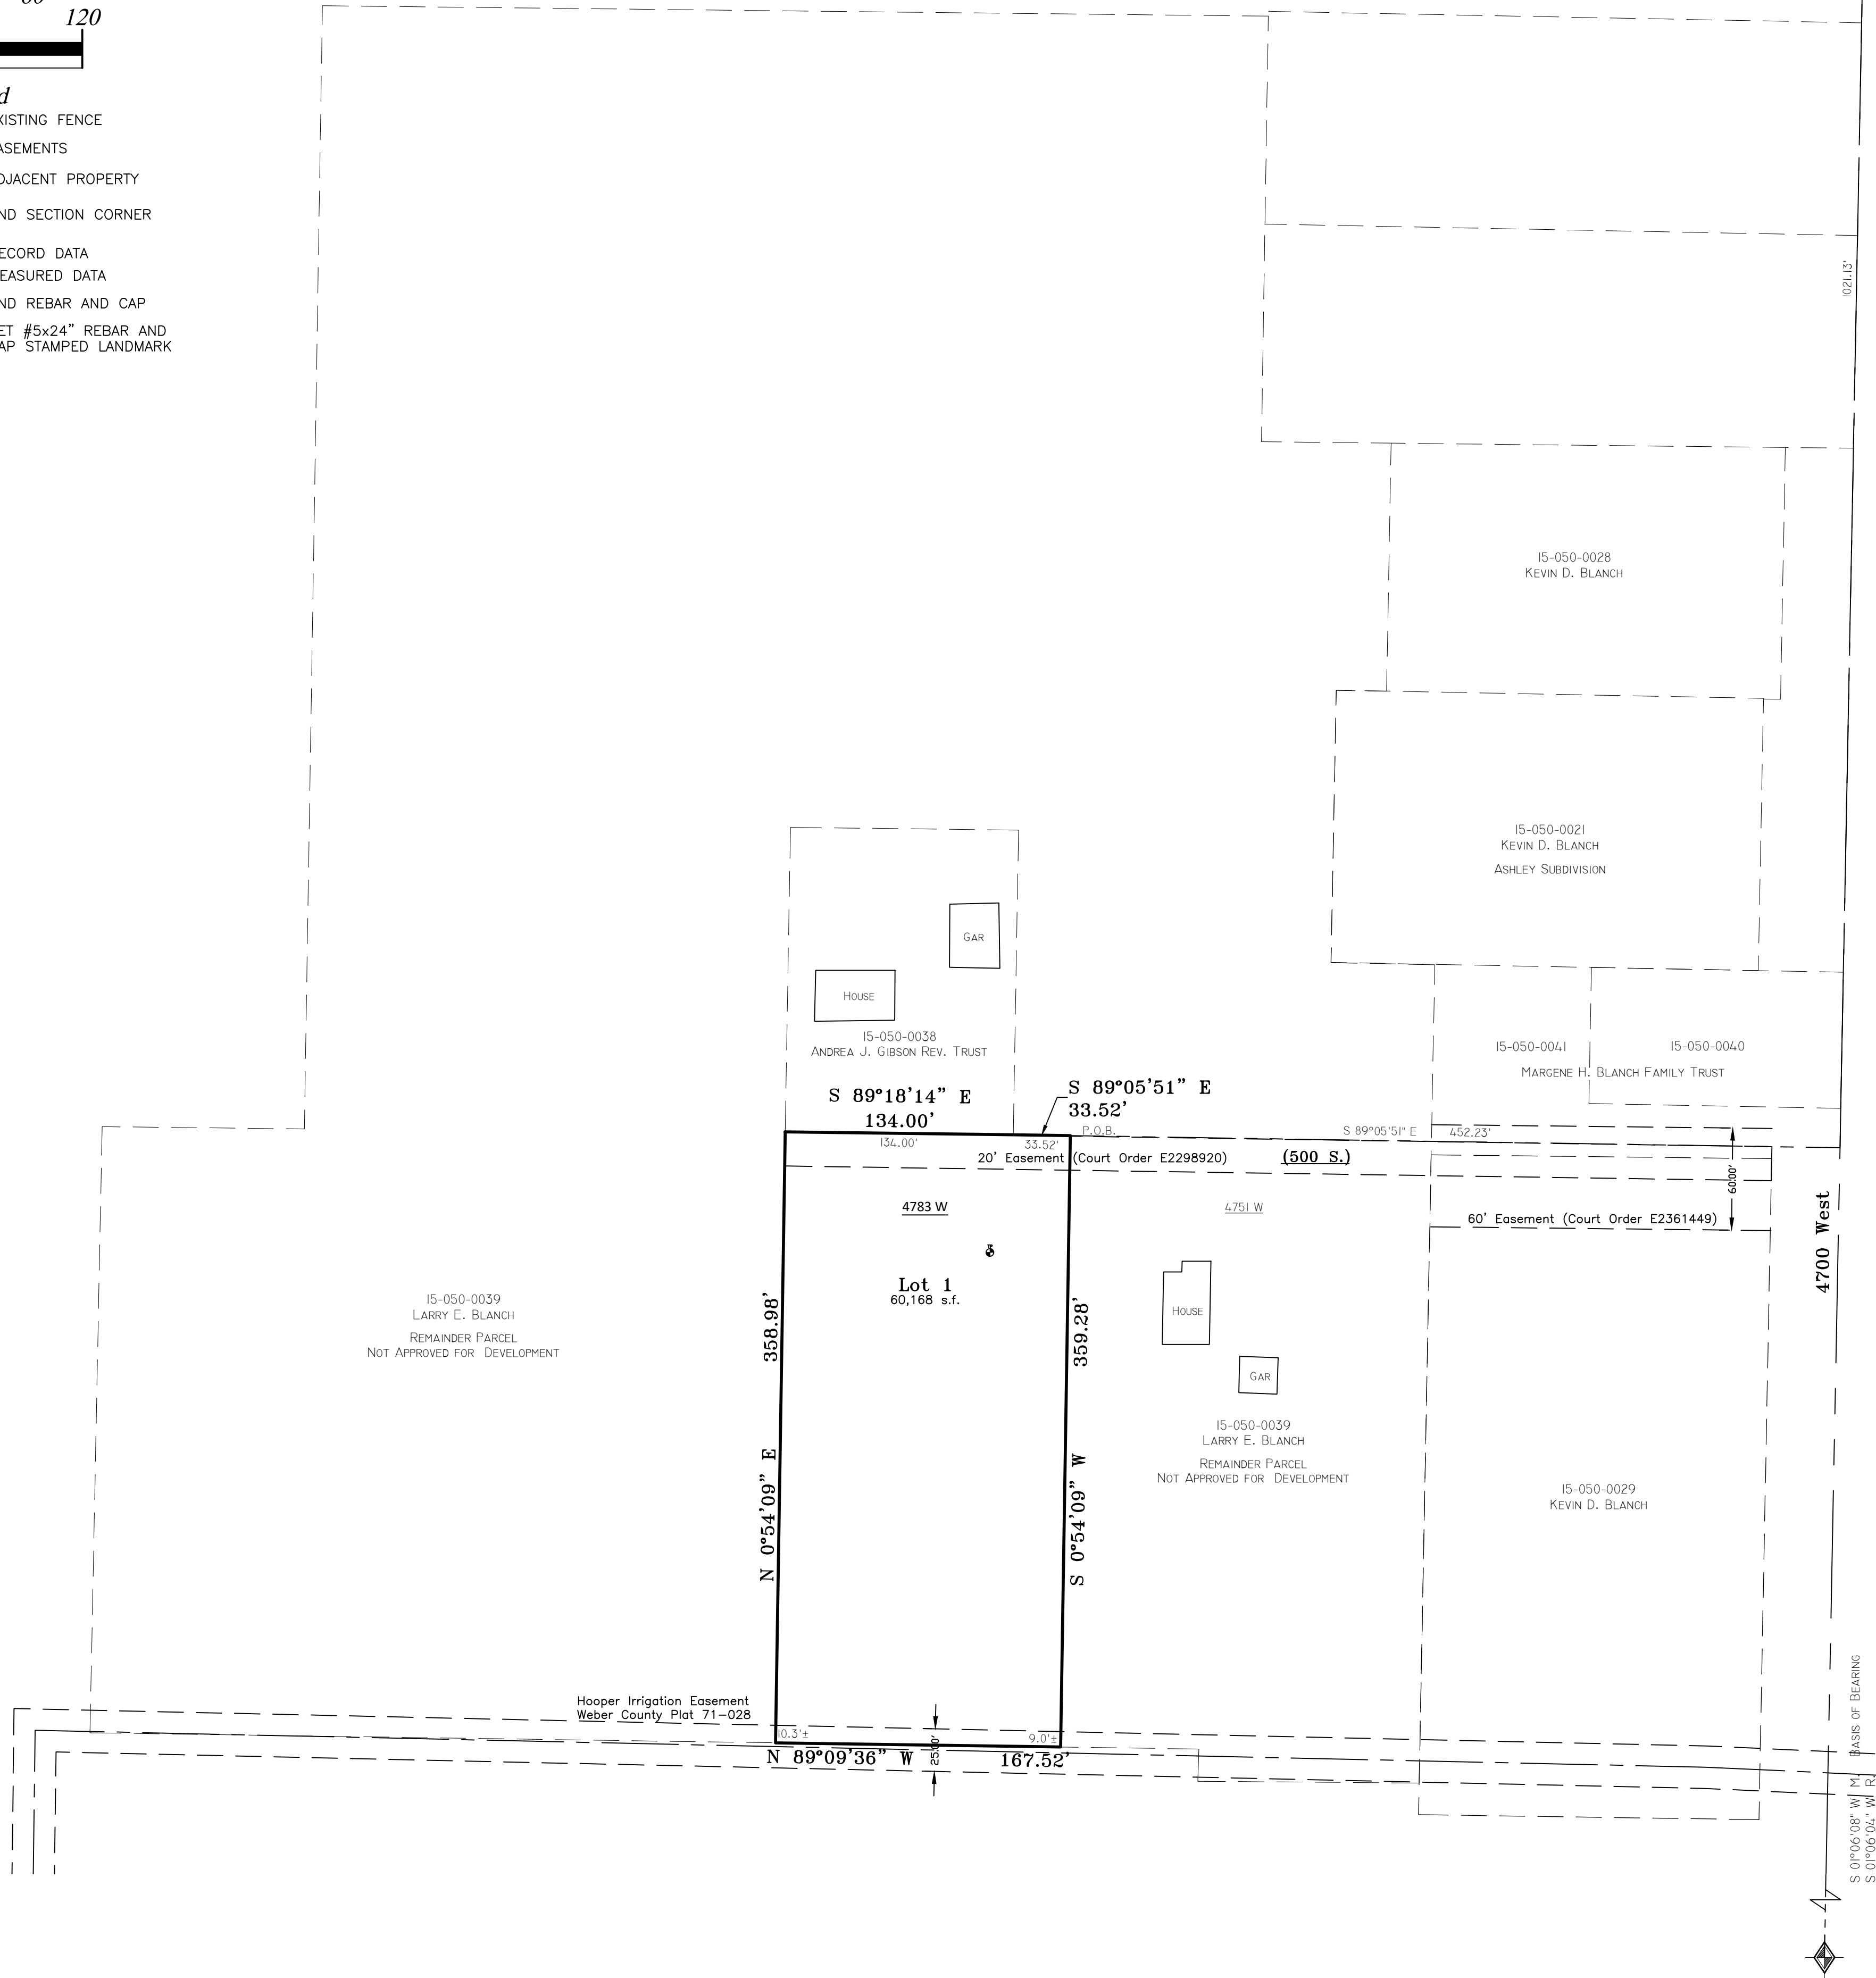 120
d
XISTING FENCE
ASEMENTS
DJACENT PROPERTY
ND SECTION CORNER
ECORD DATA
EASURED DATA
ND REBAR AND CAP
ET #5x24" REBAR AND
AP STAMPED LANDMARK
1021.13'
15-050-0028
KEVIN D. BLANCH
15-050-0021
KEVIN D. BLANCH
ASHLEY SUBDIVISION
GAR
HOUSE
15-050-0038
ANDREA J. GIBSON REV. TRUST
15-050-0041
15-050-0040
MARGENE H. BLANCH FAMILY TRUST
S 89°18'14" E
134.00'
S 89°05'51" E
33.52'
P.O.B.
S 89°05'51" E 452.23'
134.00'
33.52'
20' Easement (Court Order E2298920)
(500 S.)
60.00'
4783 W
4751 W
60' Easement (Court Order E2361449)
4700 West
Lot 1
60,168 s.f.
15-050-0039
LARRY E. BLANCH
REMAINDER PARCEL
NOT APPROVED FOR DEVELOPMENT
358.98'
N 0°54'09" E
359.28'
S 0°54'09" W
HOUSE
GAR
15-050-0039
LARRY E. BLANCH
REMAINDER PARCEL
NOT APPROVED FOR DEVELOPMENT
15-050-0029
KEVIN D. BLANCH
Hooper Irrigation Easement
Weber County Plat 71-028
10.3'±
9.0'±
25.00'
N 89°09'36" W 167.52'
S 01°06'08" W M. BASIS OF BEARING
S 01°06'04" W R.